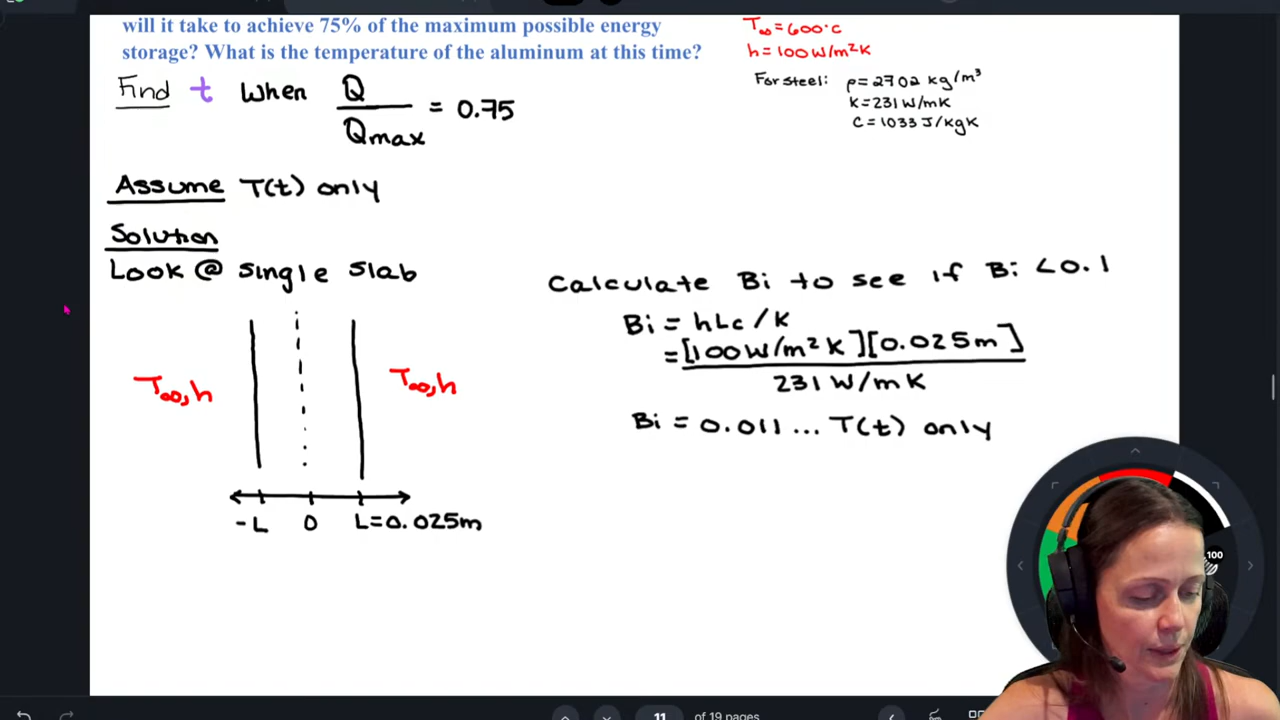 will it take to achieve 75% of the maximum possible energy
storage? What is the temperature of the aluminum at this time?
T∞ = 600°C
h = 100 W/m²K
For steel: ρ = 2702 kg/m³
K = 231 W/mK
C = 1033 J/kgK
Find t when Q/Qmax = 0.75
Assume T(t) only
Solution
Look @ single slab
T∞,h
T∞,h
-L 0 L=0.025m
Calculate Bi to see if Bi <0.1
Bi = hLc/K
= [100W/m²K][0.025m]
231 W/mK
Bi = 0.011 ... T(t) only
100
11 of 19 pages